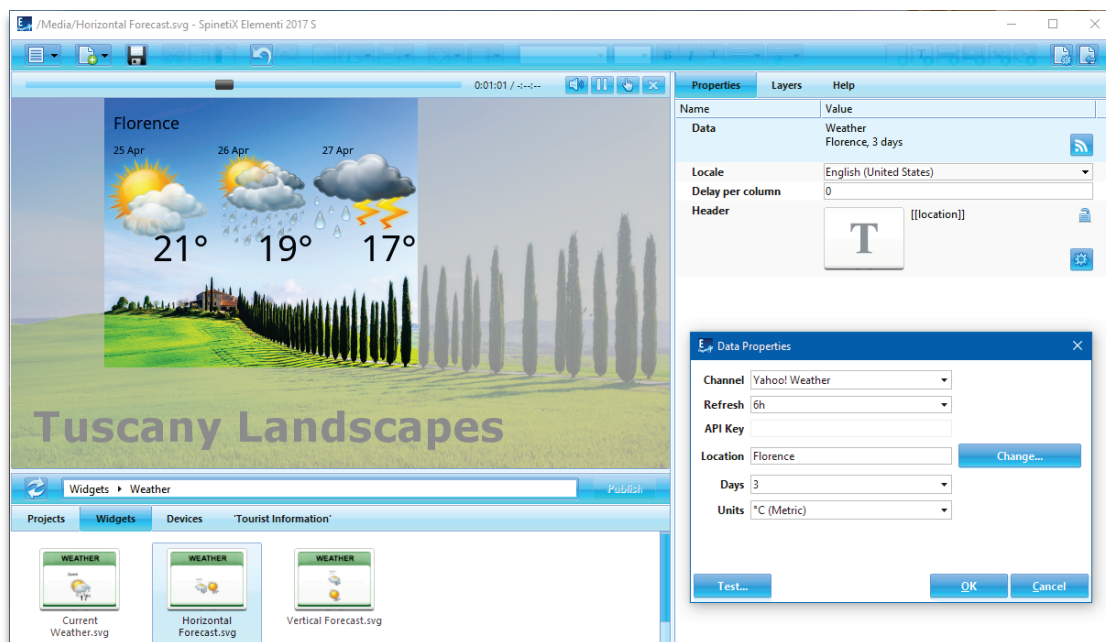 /Media/Horizontal Forecast.svg - SpinetiX Elementi 2017 S
0:01:01 / -:--:--
Florence
25 Apr 26 Apr 27 Apr
21° 19° 17°
Tuscany Landscapes
Widgets Weather
Publish
Projects Widgets Devices 'Tourist Information'
WEATHER
17°
Current
Weather.svg
WEATHER
Horizontal
Forecast.svg
WEATHER
Vertical Forecast.svg
Properties Layers Help
Name Value
Data Weather
Florence, 3 days
Locale English (United States)
Delay per column 0
Header T [[location]]
Data Properties
Channel Yahoo! Weather
Refresh 6h
API Key
Location Florence Change...
Days 3
Units °C (Metric)
Test... OK Cancel